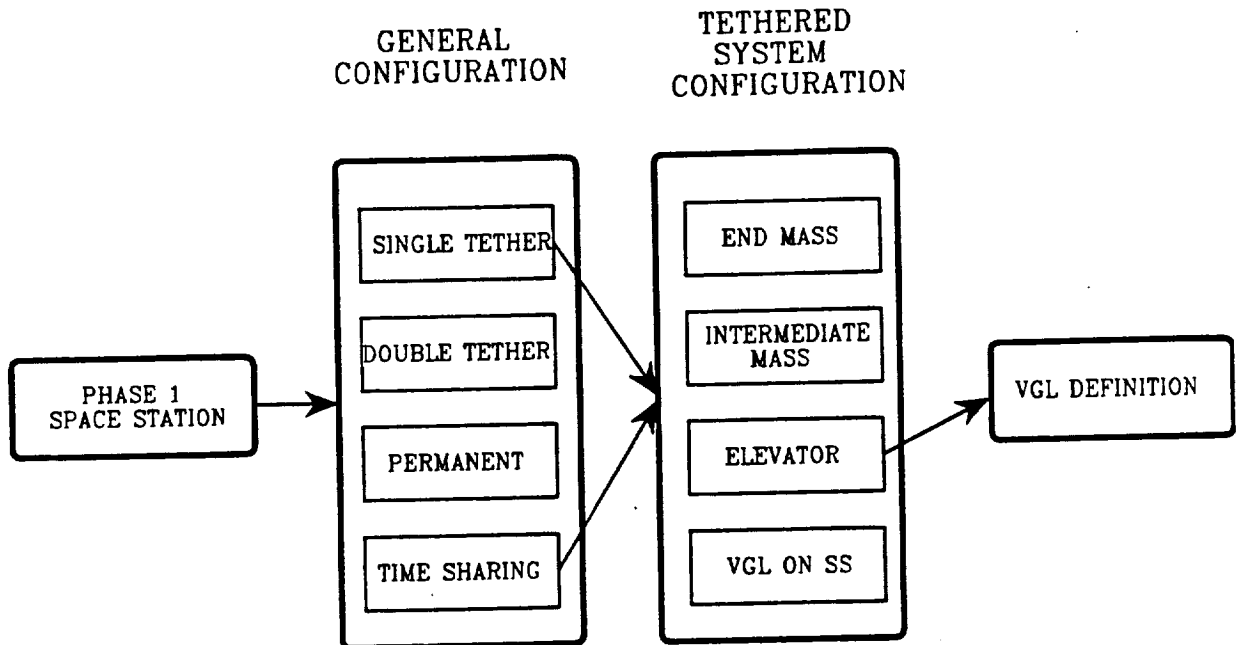 GENERAL
CONFIGURATION
TETHERED
SYSTEM
CONFIGURATION
PHASE 1
SPACE STATION
SINGLE TETHER
DOUBLE TETHER
PERMANENT
TIME SHARING
END MASS
INTERMEDIATE
MASS
ELEVATOR
VGL ON SS
VGL DEFINITION